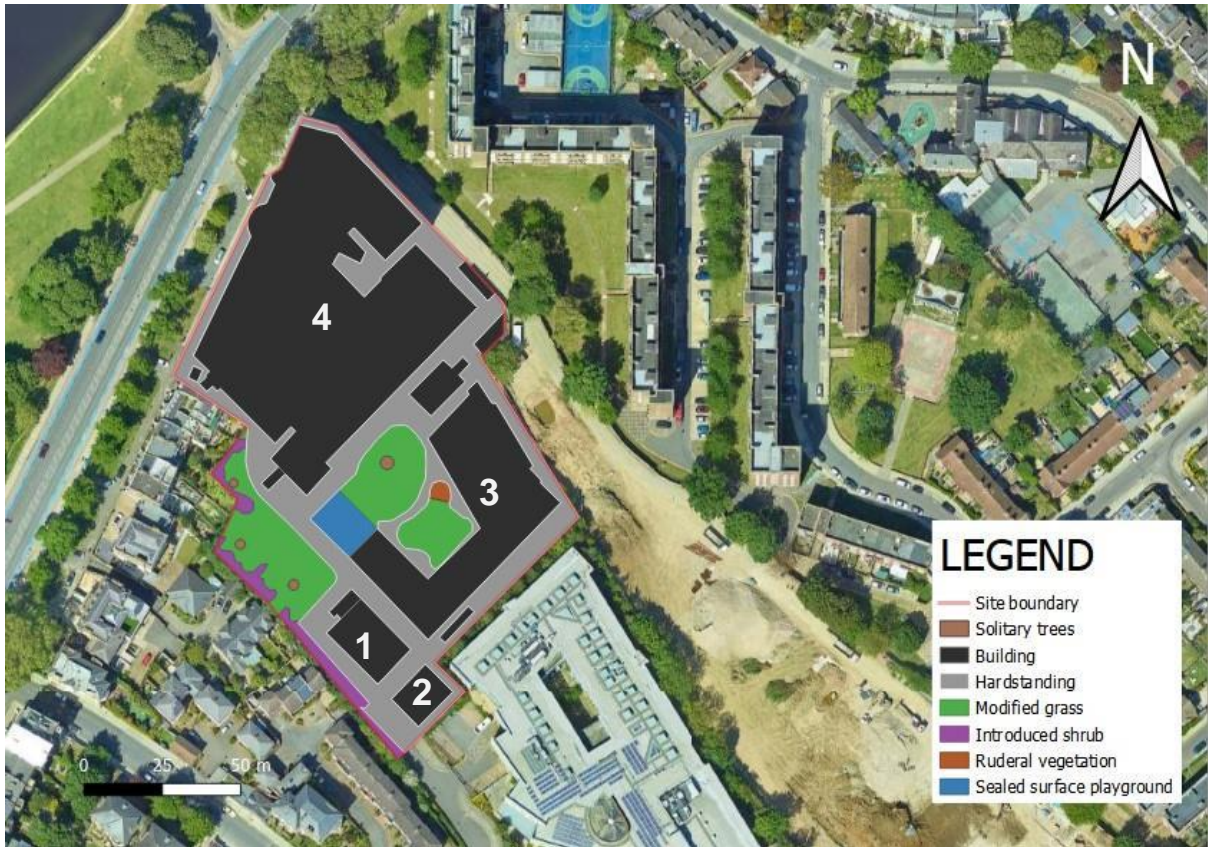 N
4
3
1
2
0 25 50 m
LEGEND
Site boundary
Solitary trees
Building
Hardstanding
Modified grass
Introduced shrub
Ruderal vegetation
Sealed surface playground